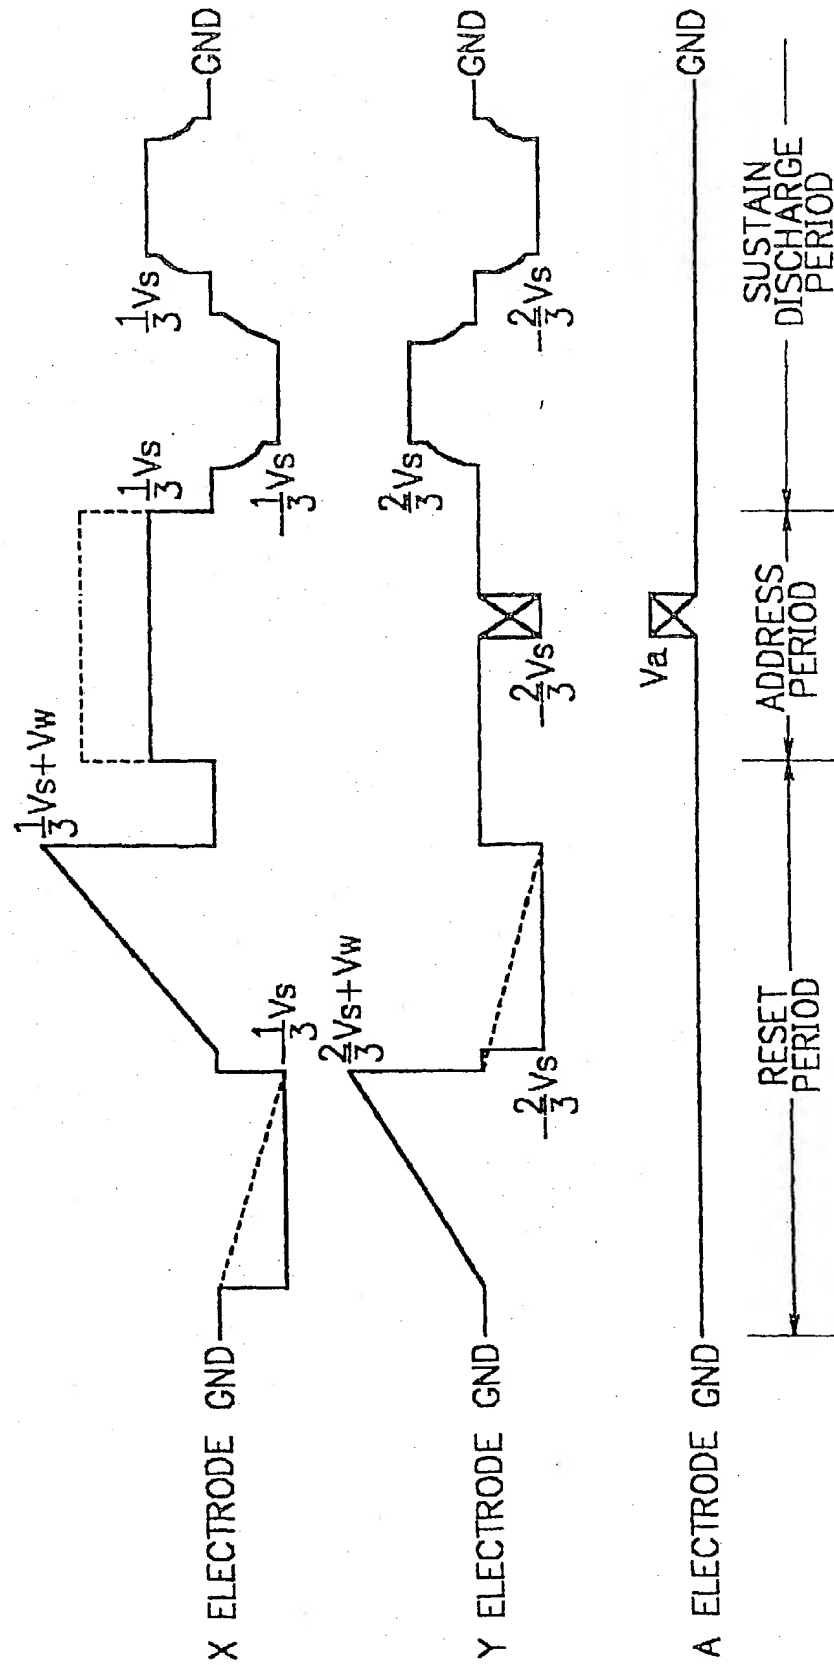 X ELECTRODE GND
-1/3Vs
1/3Vs+Vw
1/3Vs
-1/3Vs
1/3Vs
GND
Y ELECTRODE GND
2/3Vs+Vw
-2/3Vs
-2/3Vs
2/3Vs
-2/3Vs
GND
A ELECTRODE GND
Va
GND
RESET
PERIOD
ADDRESS
PERIOD
SUSTAIN
DISCHARGE
PERIOD